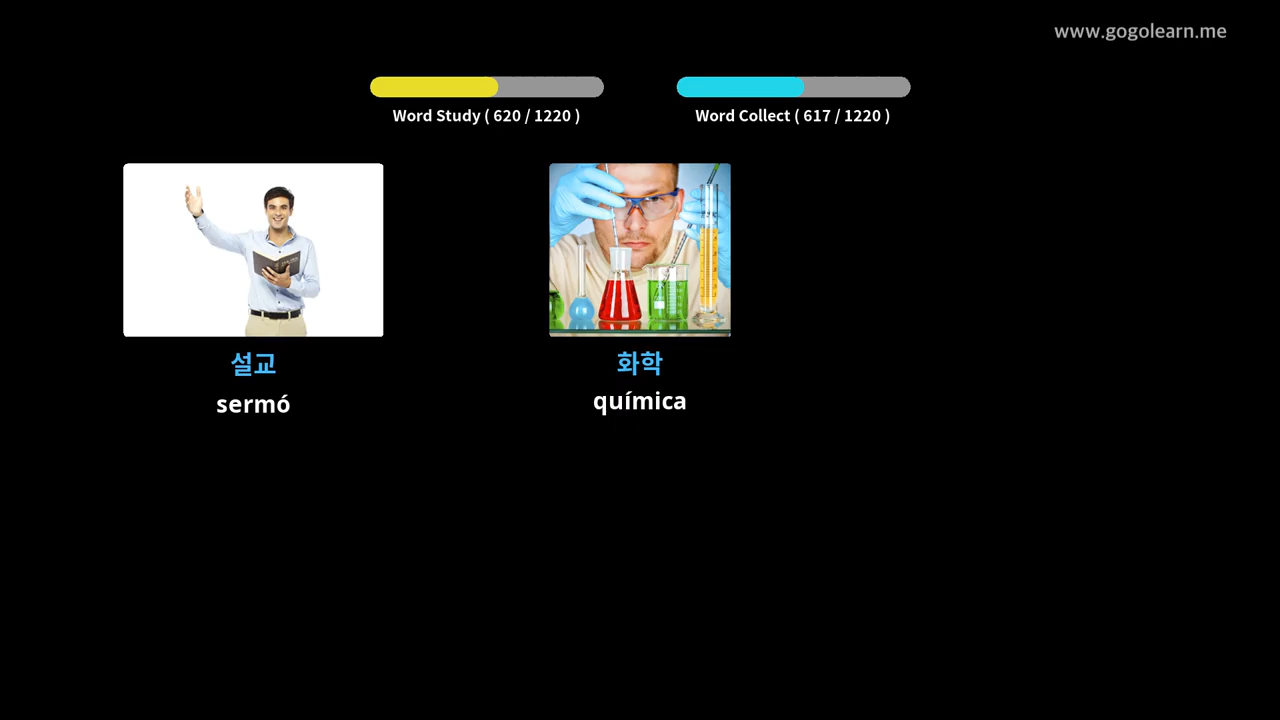 www.gogolearn.me
Word Study ( 620 / 1220 )
Word Collect ( 617 / 1220 )
설교
sermó
화학
química